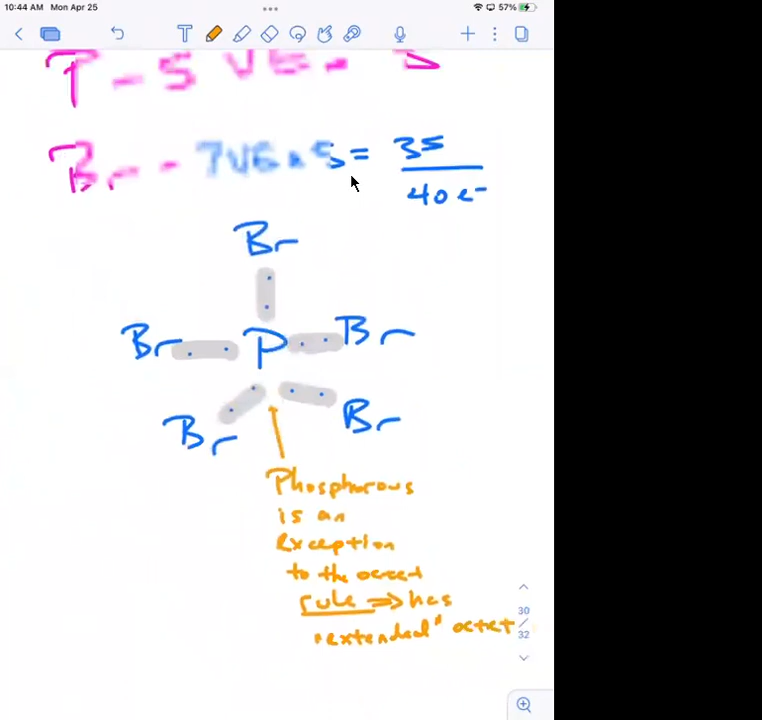 10:44 AM Mon Apr 25
57%
T
P - 5 VE - 5
Br - 7VE x 5 = 35
40 e-
Br
Br P Br
Br Br
Phosphorous
is an
exception
to the ocect
rule => has
"extended" octet
30
32